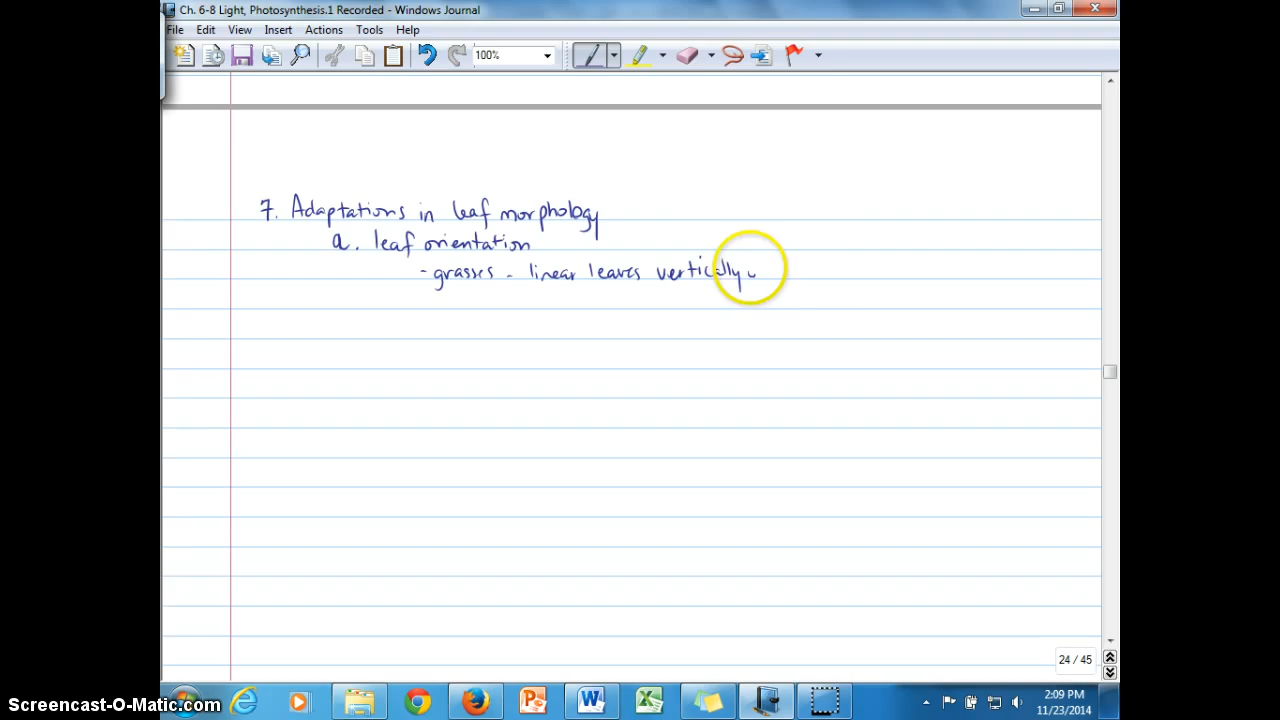 Ch. 6-8 Light, Photosynthesis.1 Recorded - Windows Journal
File Edit View Insert Actions Tools Help
100%
7. Adaptations in leaf morphology
a. leaf orientation
- grasses - linear leaves vertically
24 / 45
2:09 PM
11/23/2014
Screencast-O-Matic.com